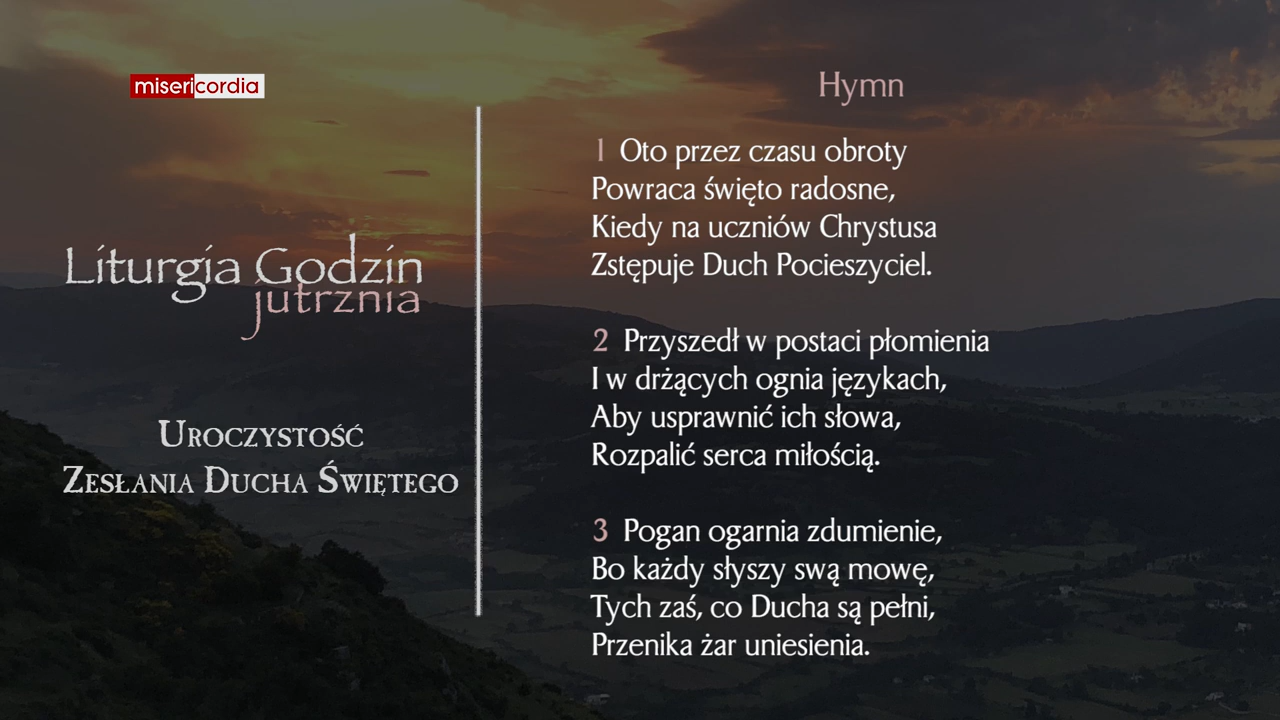 misericordia
Liturgia Godzin
jutrznia
Uroczystość
Zesłania Ducha Świętego
Hymn
1 Oto przez czasu obroty
Powraca święto radosne,
Kiedy na uczniów Chrystusa
Zstępuje Duch Pocieszyciel.
2 Przyszedł w postaci płomienia
I w drżących ognia językach,
Aby usprawnić ich słowa,
Rozpalić serca miłością.
3 Pogan ogarnia zdumienie,
Bo każdy słyszy swą mowę,
Tych zaś, co Ducha są pełni,
Przenika żar uniesienia.